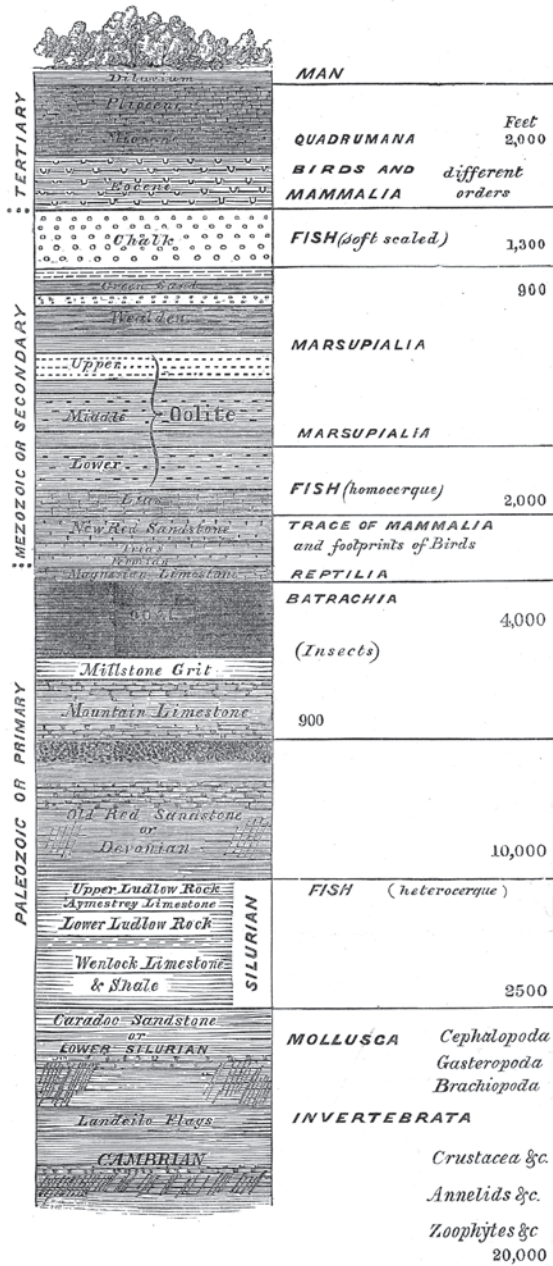 Diluvium
MAN
Pliocene
Feet
Miocene
QUADRUMANA 2,000
BIRDS AND different
Eocene
MAMMALIA orders
TERTIARY
Chalk
FISH (soft scaled) 1,300
Green Sand
900
Wealden
MARSUPIALIA
Upper
Middle Oolite
MARSUPIALIA
Lower
FISH (homocerque) 2,000
Lias
New Red Sandstone
TRACE OF MAMMALIA
and footprints of Birds
Trias
Permian
Magnesian Limestone
REPTILIA
MEZOZOIC OR SECONDARY
BATRACHIA
4,000
Coal
(Insects)
Millstone Grit
Mountain Limestone
900
Old Red Sandstone
or
Devonian
10,000
PALEOZOIC OR PRIMARY
Upper Ludlow Rock
FISH (heterocerque)
Aymestrey Limestone
Lower Ludlow Rock
SILURIAN
Wenlock Limestone
& Shale
2500
Caradoc Sandstone
or
LOWER SILURIAN
MOLLUSCA Cephalopoda
Gasteropoda
Brachiopoda
Landeilo Flags
INVERTEBRATA
CAMBRIAN
Crustacea &c.
Annelids &c.
Zoophytes &c
20,000